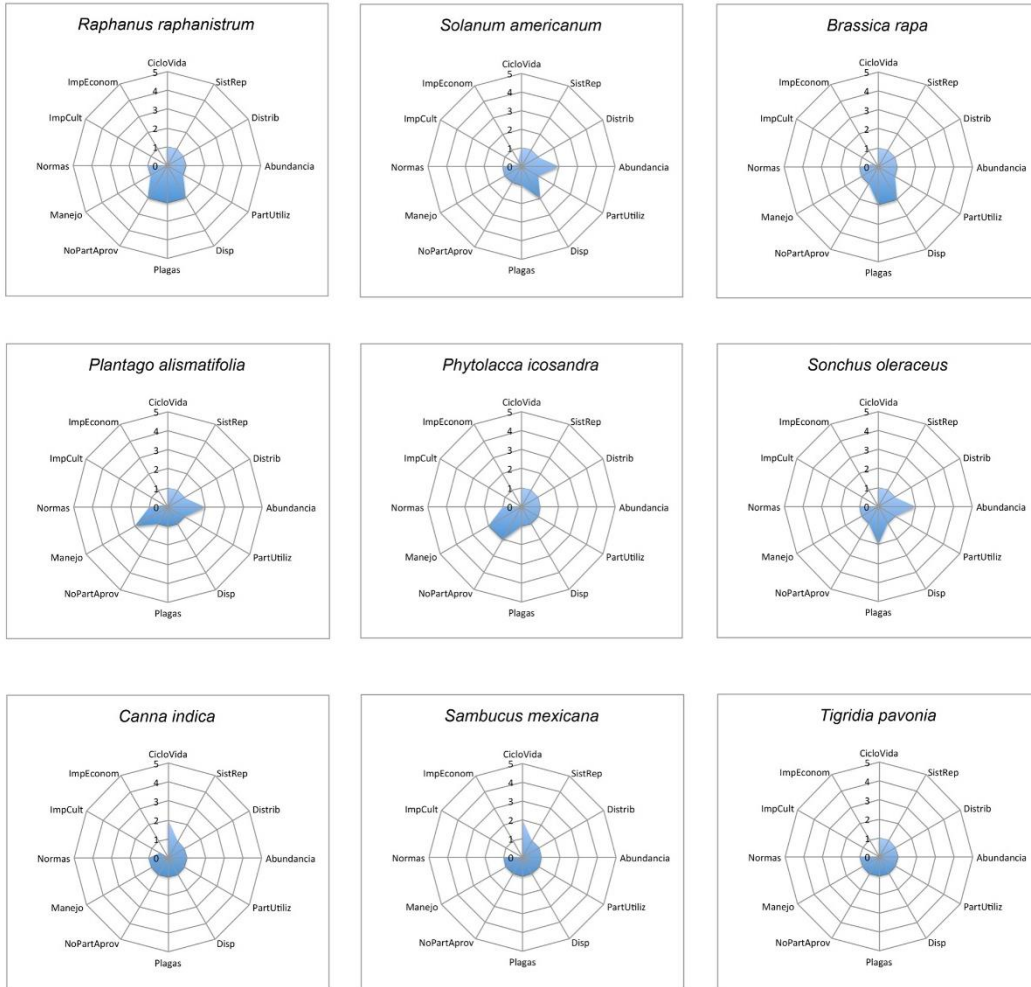 Raphanus raphanistrum
CicloVida
5
ImpEconom SistRep
4
3
ImpCult Distrib
2
1
Normas 0 Abundancia
Manejo PartUtiliz
NoPartAprov Disp
Plagas
Solanum americanum
CicloVida
5
ImpEconom SistRep
4
3
ImpCult Distrib
2
1
Normas 0 Abundancia
Manejo PartUtiliz
NoPartAprov Disp
Plagas
Brassica rapa
CicloVida
5
ImpEconom SistRep
4
3
ImpCult Distrib
2
1
Normas 0 Abundancia
Manejo PartUtiliz
NoPartAprov Disp
Plagas
Plantago alismatifolia
CicloVida
5
ImpEconom SistRep
4
3
ImpCult Distrib
2
1
Normas 0 Abundancia
Manejo PartUtiliz
NoPartAprov Disp
Plagas
Phytolacca icosandra
CicloVida
5
ImpEconom SistRep
4
3
ImpCult Distrib
2
1
Normas 0 Abundancia
Manejo PartUtiliz
NoPartAprov Disp
Plagas
Sonchus oleraceus
CicloVida
5
ImpEconom SistRep
4
3
ImpCult Distrib
2
1
Normas 0 Abundancia
Manejo PartUtiliz
NoPartAprov Disp
Plagas
Canna indica
CicloVida
5
ImpEconom SistRep
4
3
ImpCult Distrib
2
1
Normas 0 Abundancia
Manejo PartUtiliz
NoPartAprov Disp
Plagas
Sambucus mexicana
CicloVida
5
ImpEconom SistRep
4
3
ImpCult Distrib
2
1
Normas 0 Abundancia
Manejo PartUtiliz
NoPartAprov Disp
Plagas
Tigridia pavonia
CicloVida
5
ImpEconom SistRep
4
3
ImpCult Distrib
2
1
Normas 0 Abundancia
Manejo PartUtiliz
NoPartAprov Disp
Plagas